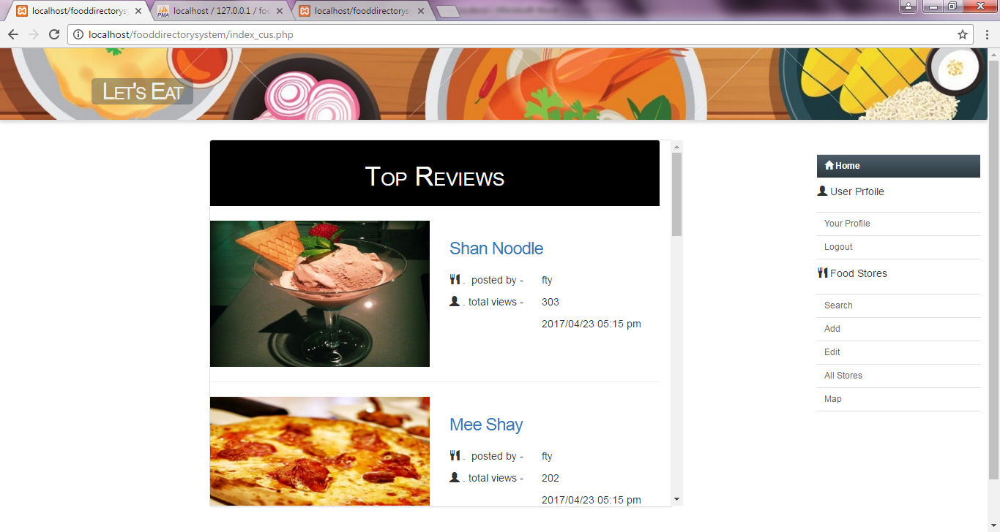 localhost/fooddirectorys
localhost / 127.0.0.1 / foo
localhost/fooddirectorys
localhost/fooddirectorysystem/index_cus.php
LET'S EAT
TOP REVIEWS
Shan Noodle
. posted by - fty
. total views - 303
2017/04/23 05:15 pm
Mee Shay
. posted by - fty
. total views - 202
2017/04/23 05:15 pm
Home
User Prfoile
Your Profile
Logout
Food Stores
Search
Add
Edit
All Stores
Map